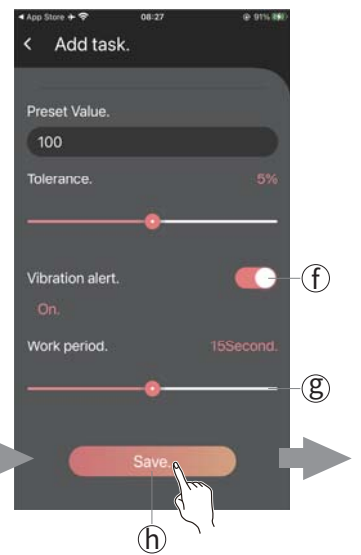 App Store 08:27 91%
Add task.
Preset Value.
100
Tolerance. 5%
Vibration alert. f
On.
Work period. 15Second.
g
Save.
h